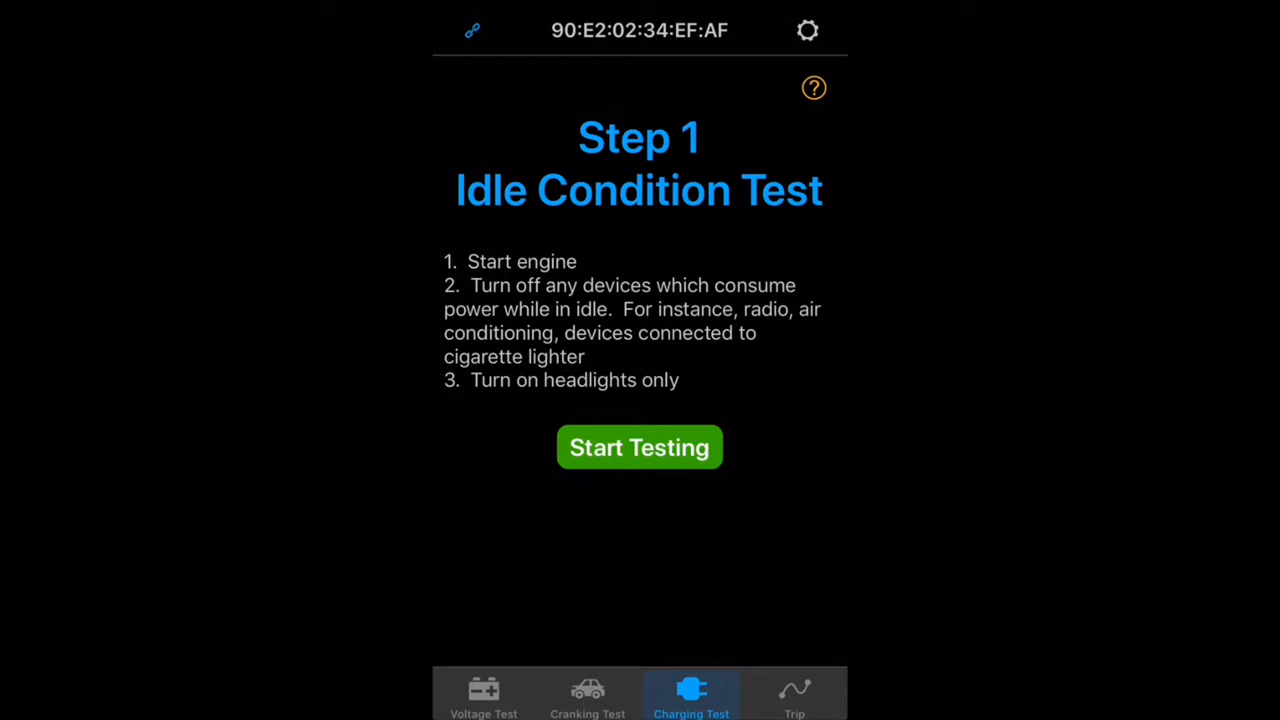 90:E2:02:34:EF:AF
?
Step 1
Idle Condition Test
1. Start engine
2. Turn off any devices which consume
power while in idle. For instance, radio, air
conditioning, devices connected to
cigarette lighter
3. Turn on headlights only
Start Testing
Voltage Test
Cranking Test
Charging Test
Trip